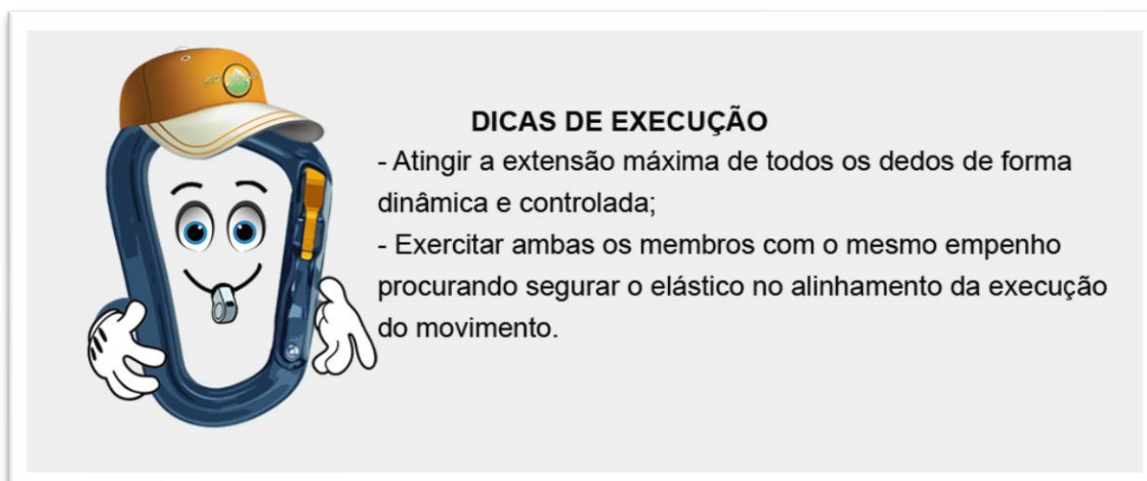 DICAS DE EXECUÇÃO
- Atingir a extensão máxima de todos os dedos de forma
dinâmica e controlada;
- Exercitar ambas os membros com o mesmo empenho
procurando segurar o elástico no alinhamento da execução
do movimento.